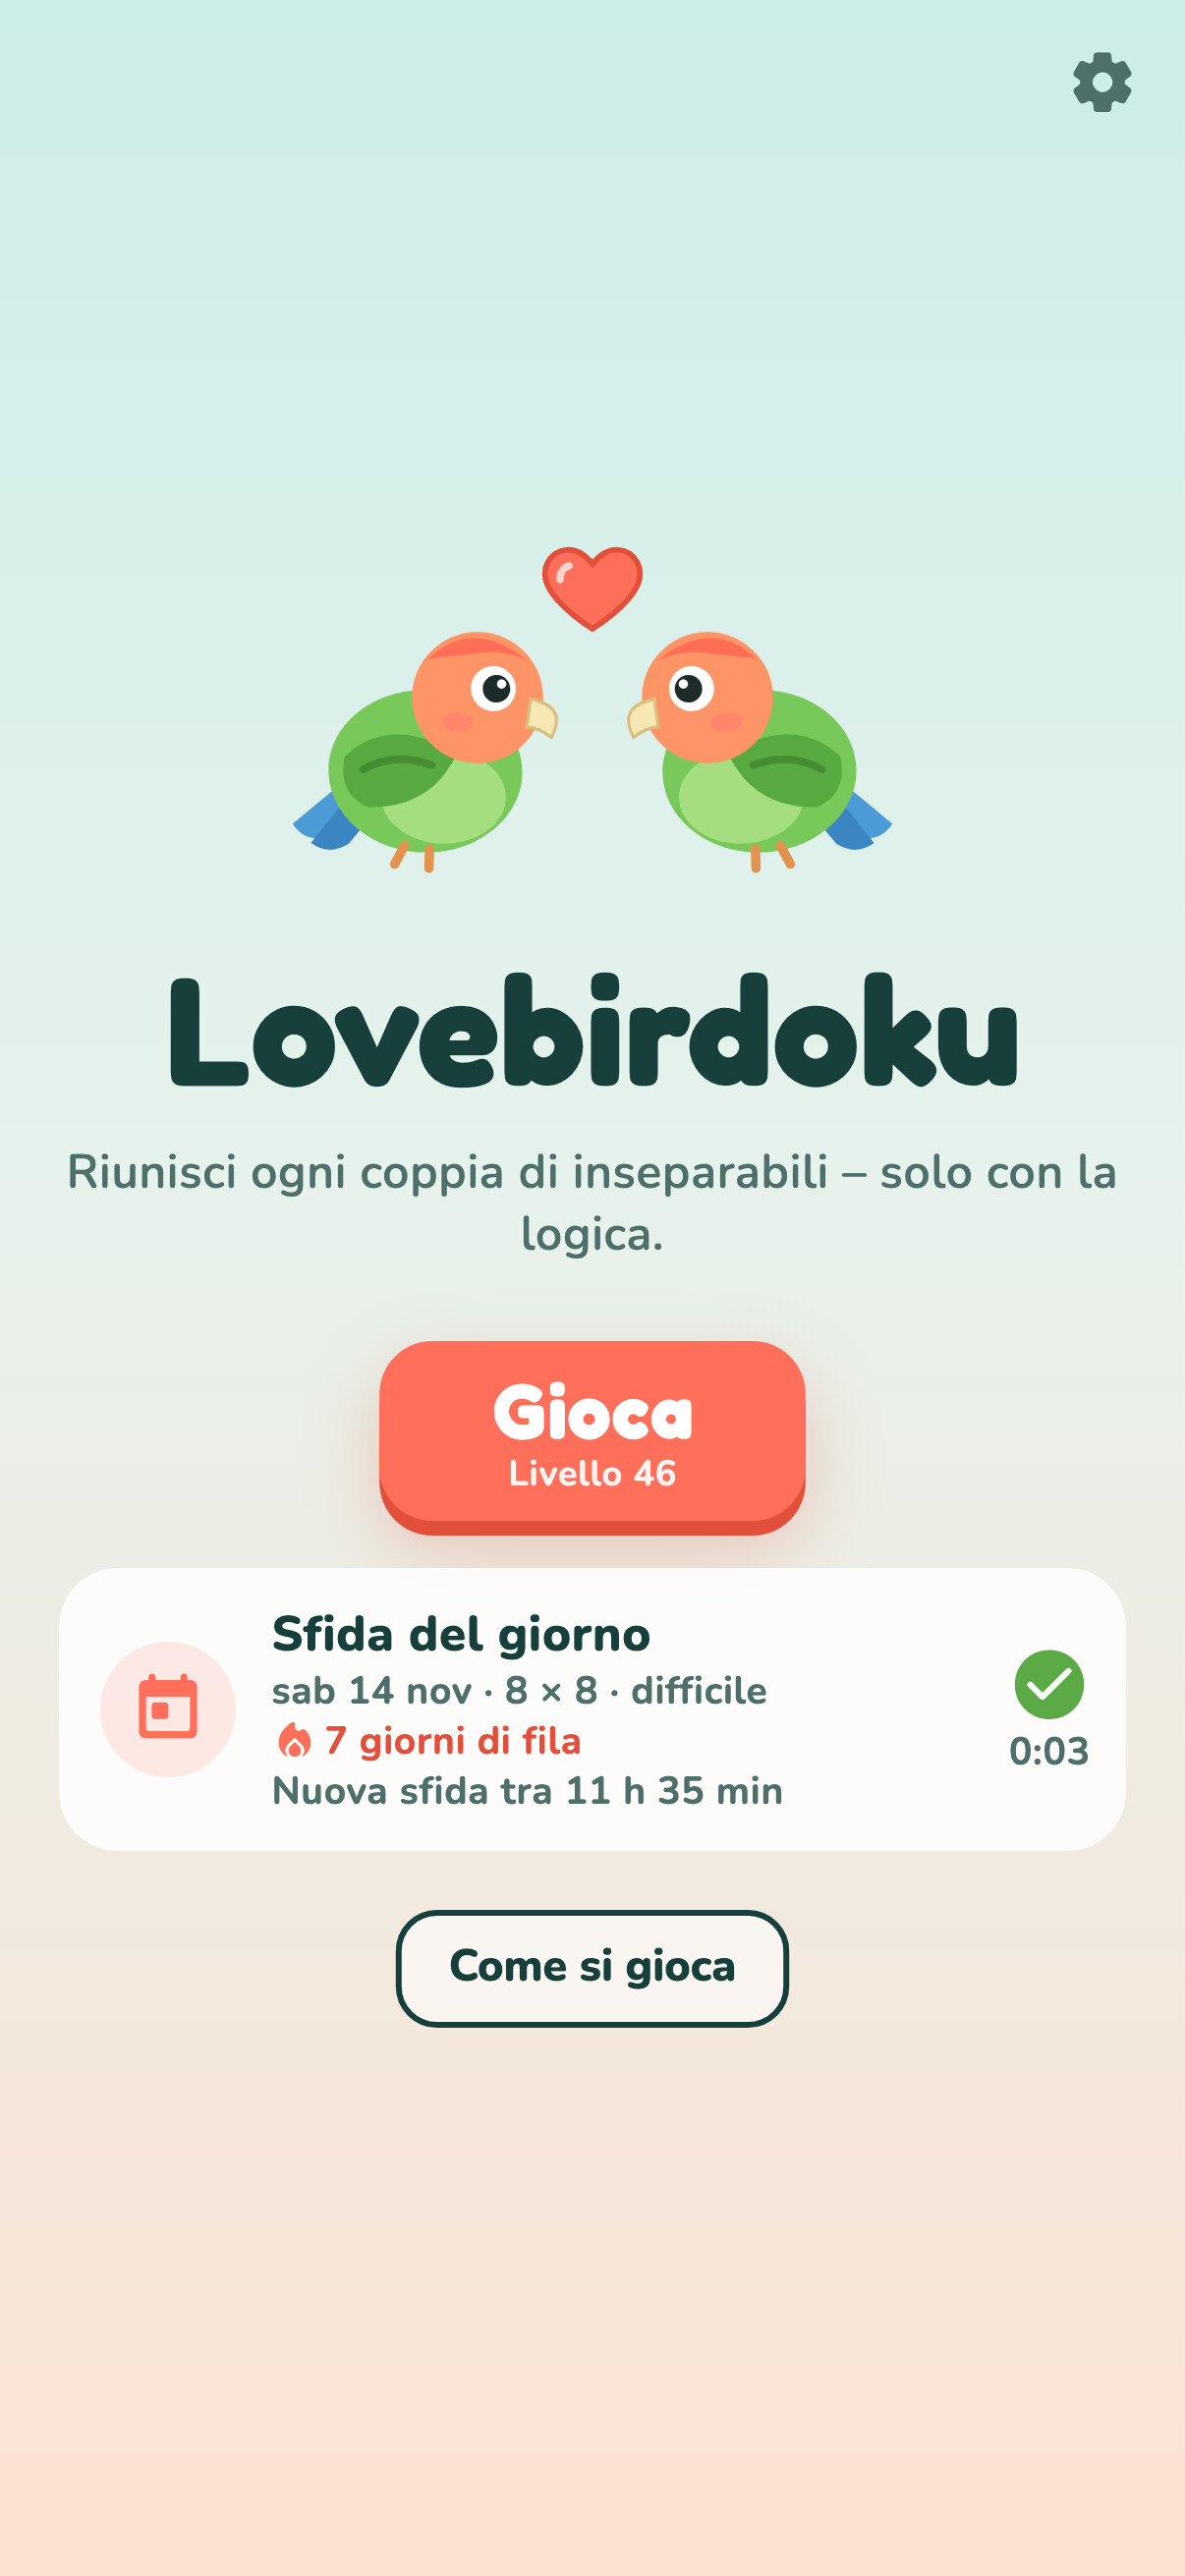 Lovebirdoku
Riunisci ogni coppia di inseparabili – solo con la
logica.
Gioca
Livello 46
Sfida del giorno
sab 14 nov · 8 × 8 · difficile
7 giorni di fila
Nuova sfida tra 11 h 35 min
0:03
Come si gioca